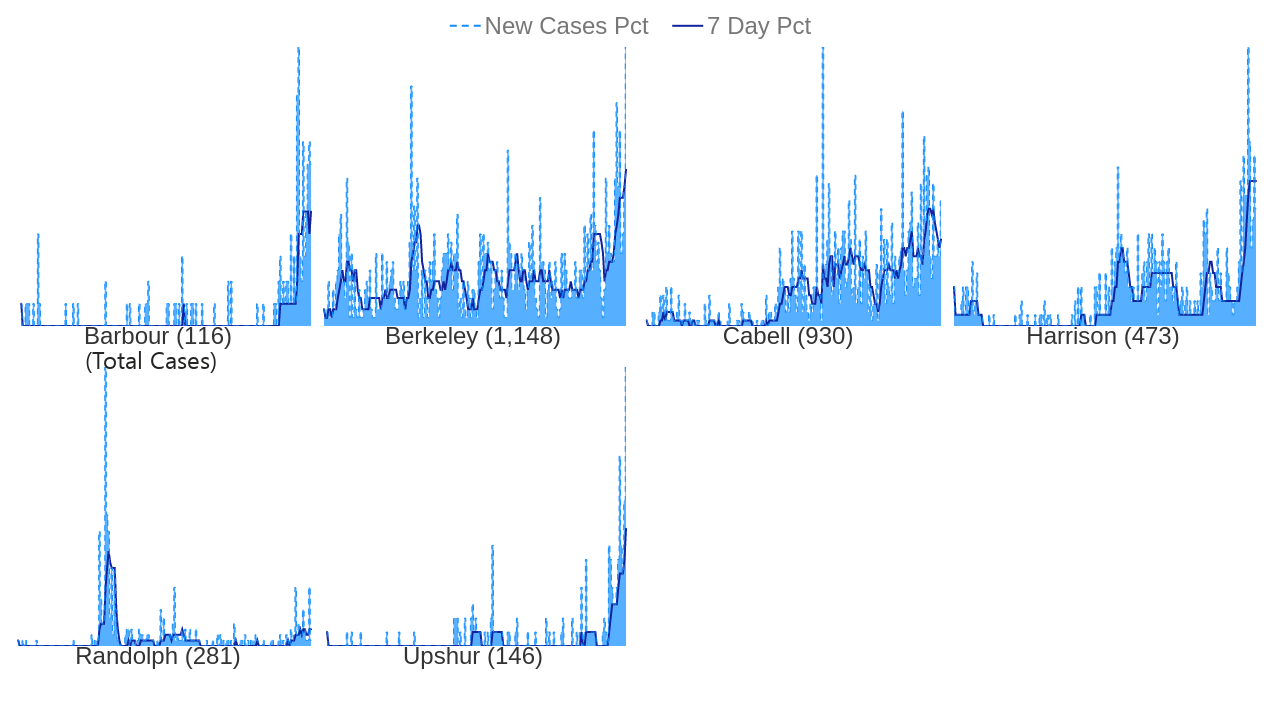 New Cases Pct 7 Day Pct
Barbour (116) Berkeley (1,148) Cabell (930) Harrison (473)
(Total Cases)
Randolph (281) Upshur (146)